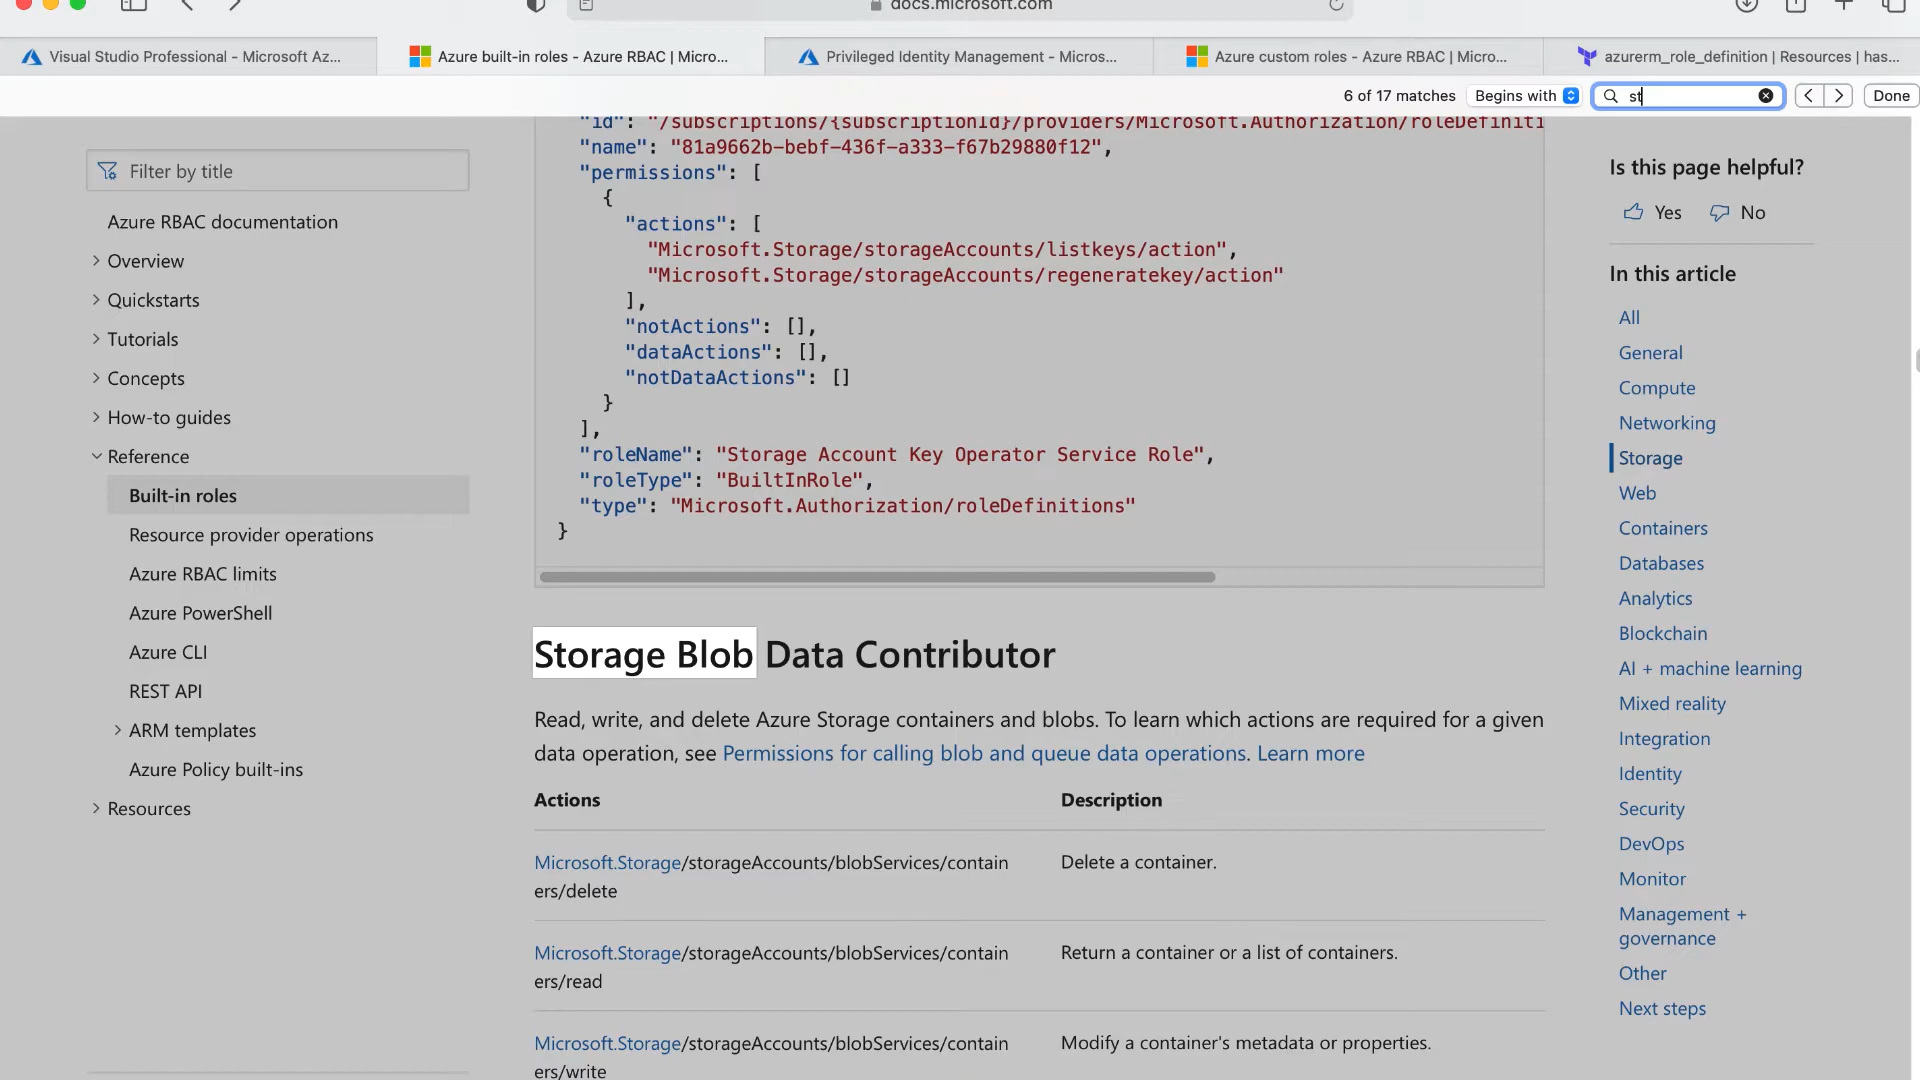 docs.microsoft.com
Visual Studio Professional - Microsoft Az...
Azure built-in roles - Azure RBAC | Micro...
Privileged Identity Management - Micros...
Azure custom roles - Azure RBAC | Micro...
azurerm_role_definition | Resources | has...
6 of 17 matches
Begins with
st
Done
Filter by title
Azure RBAC documentation
Overview
Quickstarts
Tutorials
Concepts
How-to guides
Reference
Built-in roles
Resource provider operations
Azure RBAC limits
Azure PowerShell
Azure CLI
REST API
ARM templates
Azure Policy built-ins
Resources
"id": "/subscriptions/{subscriptionId}/providers/Microsoft.Authorization/roleDefiniti
"name": "81a9662b-bebf-436f-a333-f67b29880f12",
"permissions": [
{
"actions": [
"Microsoft.Storage/storageAccounts/listkeys/action",
"Microsoft.Storage/storageAccounts/regeneratekey/action"
],
"notActions": [],
"dataActions": [],
"notDataActions": []
}
],
"roleName": "Storage Account Key Operator Service Role",
"roleType": "BuiltInRole",
"type": "Microsoft.Authorization/roleDefinitions"
}
Storage Blob Data Contributor
Read, write, and delete Azure Storage containers and blobs. To learn which actions are required for a given
data operation, see Permissions for calling blob and queue data operations. Learn more
Actions Description
Microsoft.Storage/storageAccounts/blobServices/contain
ers/delete
Delete a container.
Microsoft.Storage/storageAccounts/blobServices/contain
ers/read
Return a container or a list of containers.
Microsoft.Storage/storageAccounts/blobServices/contain
ers/write
Modify a container's metadata or properties.
Is this page helpful?
Yes No
In this article
All
General
Compute
Networking
Storage
Web
Containers
Databases
Analytics
Blockchain
AI + machine learning
Mixed reality
Integration
Identity
Security
DevOps
Monitor
Management +
governance
Other
Next steps